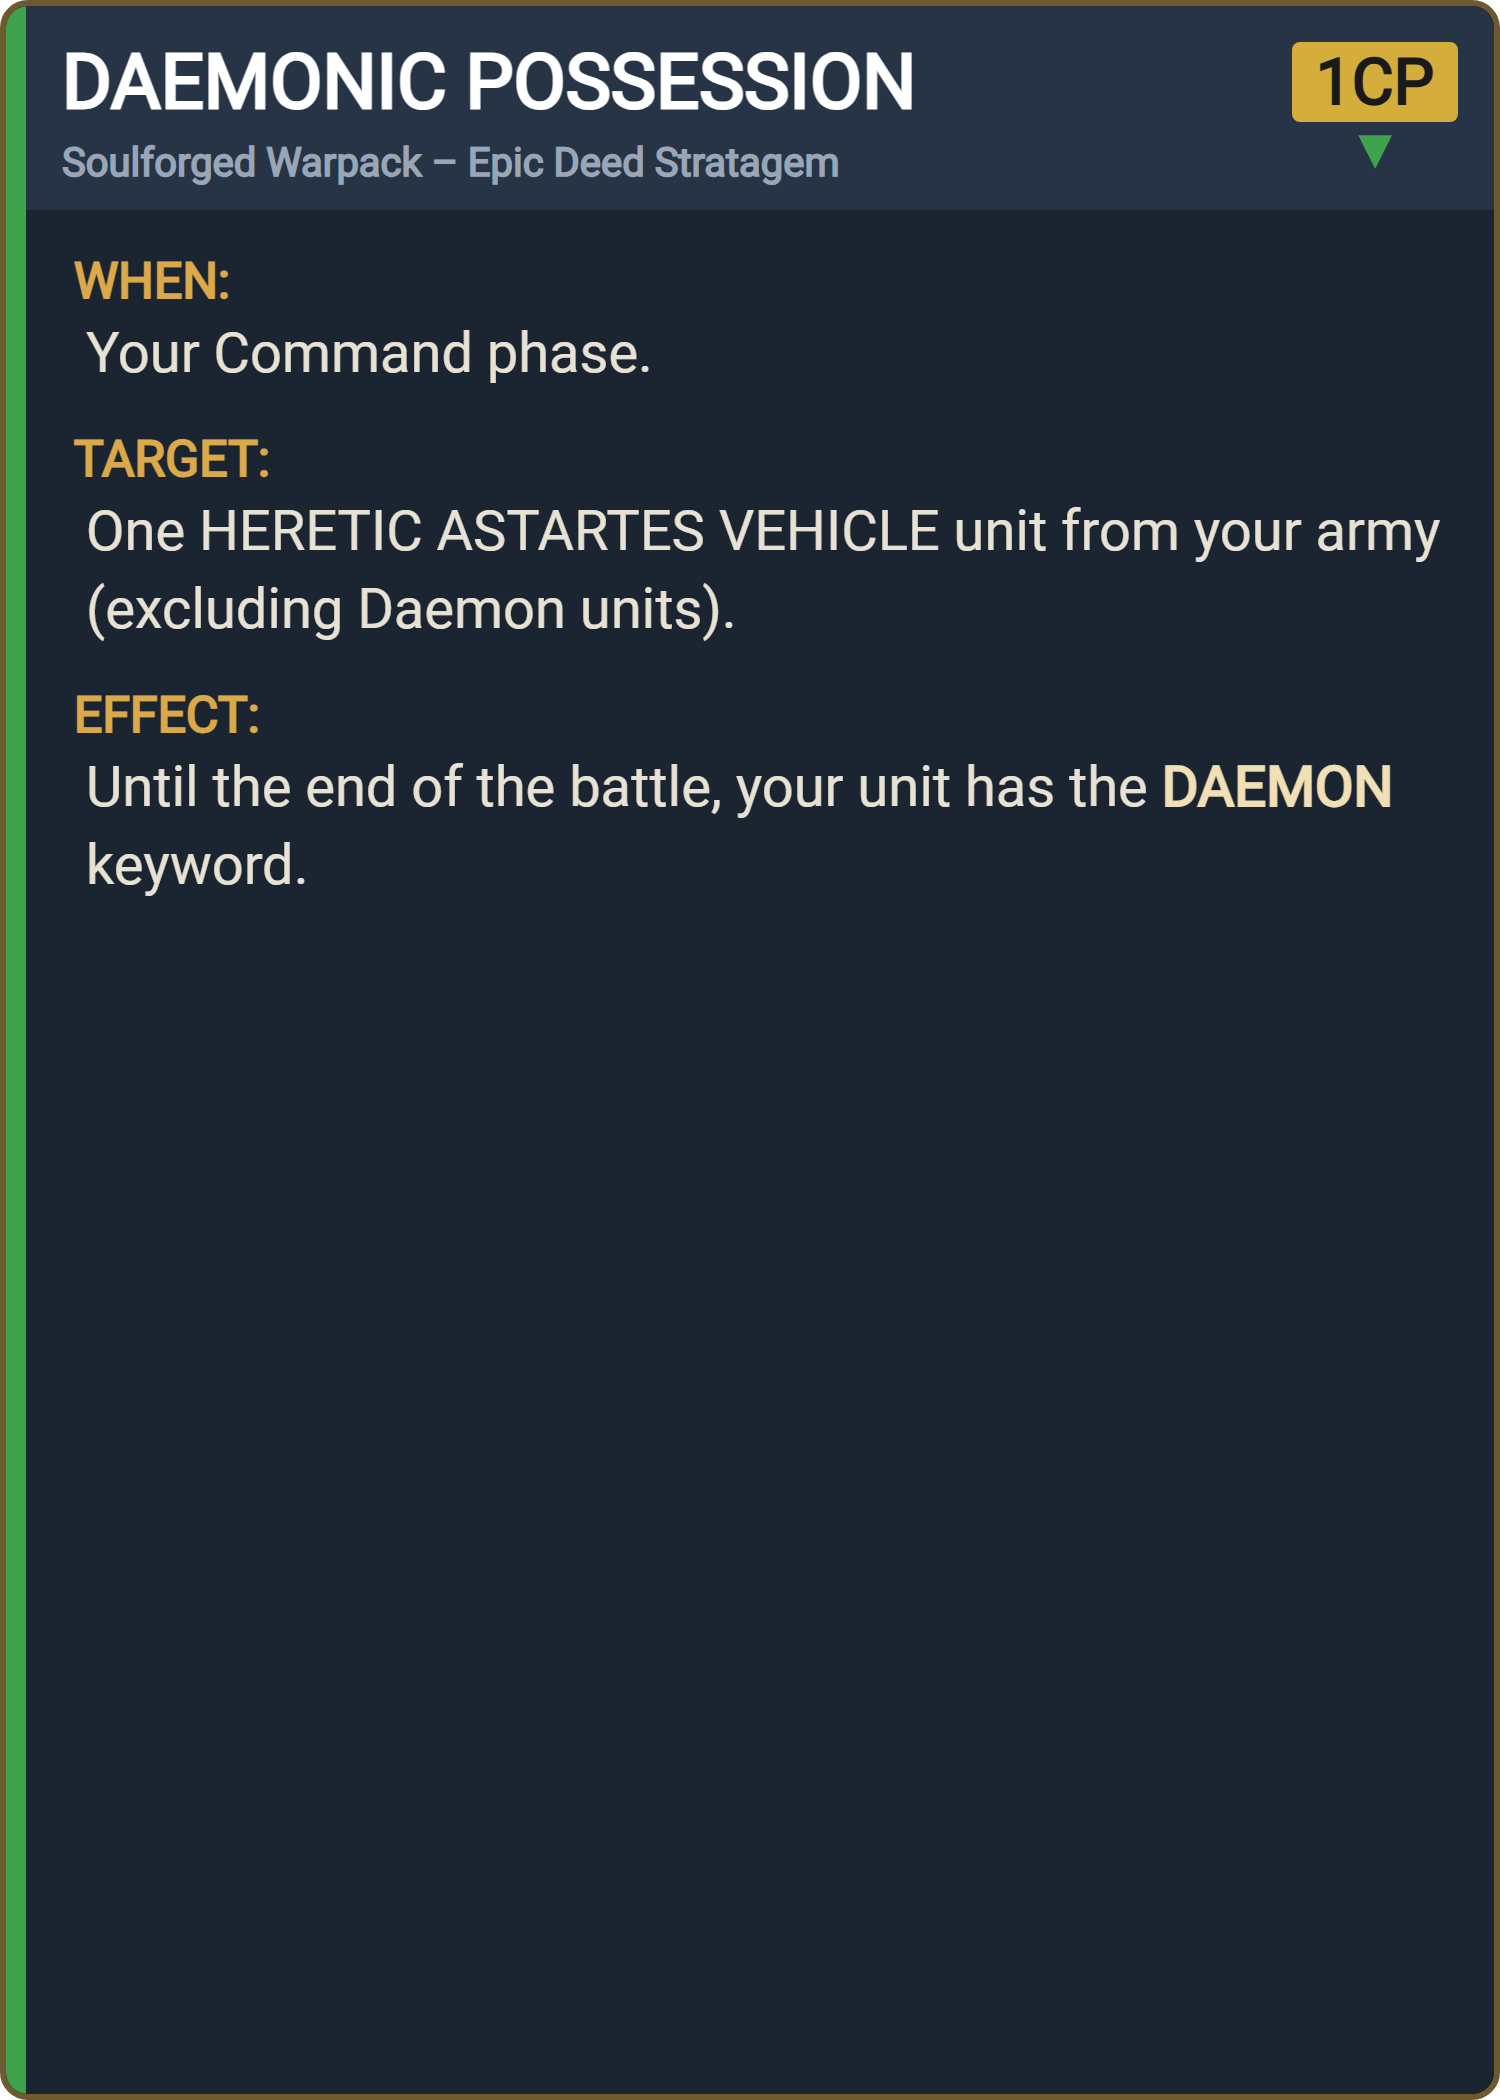 DAEMONIC POSSESSION
1CP
Soulforged Warpack – Epic Deed Stratagem
WHEN:
Your Command phase.
TARGET:
One HERETIC ASTARTES VEHICLE unit from your army
(excluding Daemon units).
EFFECT:
Until the end of the battle, your unit has the DAEMON
keyword.